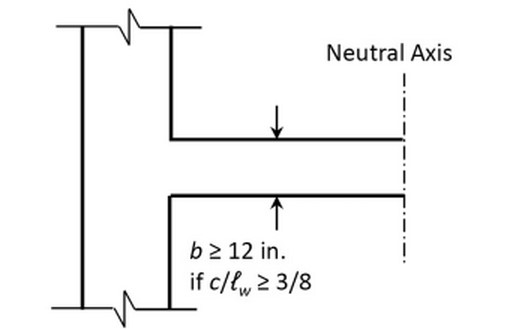 Neutral Axis
b ≥ 12 in.
if c/ℓw ≥ 3/8